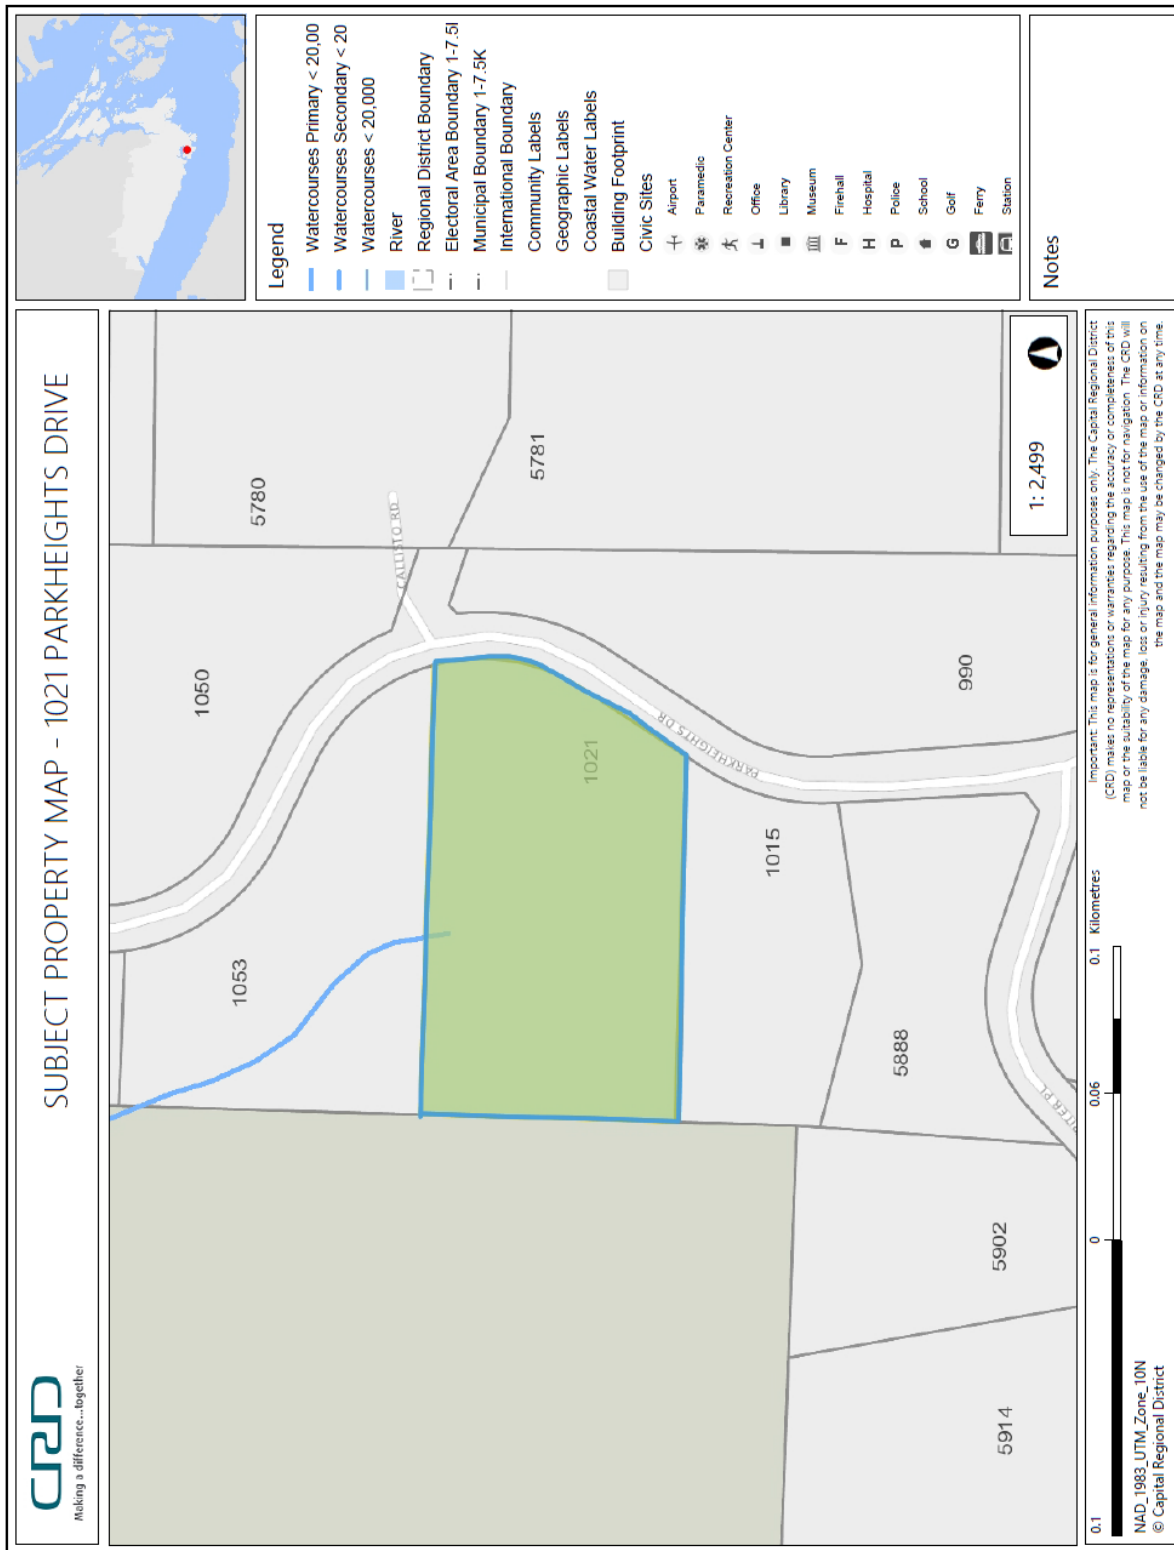 CRD
Making a difference...together
SUBJECT PROPERTY MAP - 1021 PARKHEIGHTS DRIVE
1053
1050
5780
CALLISTO RD
5781
1021
PARKHEIGHTS DR
1015
990
5888
5902
5914
1: 2,499
Legend
Watercourses Primary < 20,00
Watercourses Secondary < 20
Watercourses < 20,000
River
Regional District Boundary
Electoral Area Boundary 1-7.5
Municipal Boundary 1-7.5K
International Boundary
Community Labels
Geographic Labels
Coastal Water Labels
Building Footprint
Civic Sites
Airport
Paramedic
Recreation Center
Office
Library
Museum
F Firehall
H Hospital
P Police
School
G Golf
Ferry
Station
Notes
0.1 0 0.06 0.1 Kilometres
NAD_1983_UTM_Zone_10N
© Capital Regional District
Important: This map is for general information purposes only. The Capital Regional District
(CRD) makes no representations or warranties regarding the accuracy or completeness of this
map or the suitability of the map for any purpose. This map is not for navigation. The CRD will
not be liable for any damage, loss or injury resulting from the use of the map or information on
the map and the map may be changed by the CRD at any time.